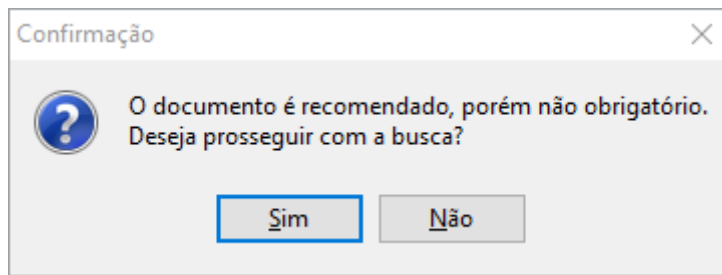 Confirmação
O documento é recomendado, porém não obrigatório.
Deseja prosseguir com a busca?
Sim
Não